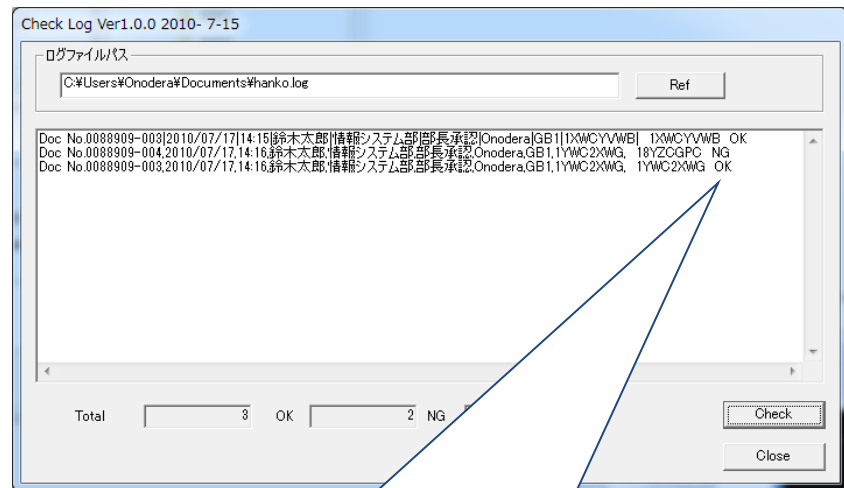 Check Log Ver1.0.0 2010- 7-15
ログファイルパス
C:¥Users¥Onodera¥Documents¥hanko.log
Ref
Doc No.0088909-003|2010/07/17|14:15|鈴木太郎|情報システム部|部長承認|Onodera|GB1|1XWCYVWB|  1XWCYVWB  OK
Doc No.0088909-004,2010/07/17,14:16,鈴木太郎,情報システム部,部長承認,Onodera,GB1,1YWC2XWG,  18YZCGPC  NG
Doc No.0088909-003,2010/07/17,14:16,鈴木太郎,情報システム部,部長承認,Onodera,GB1,1YWC2XWG,  1YWC2XWG  OK
Total 3 OK 2 NG
Check
Close